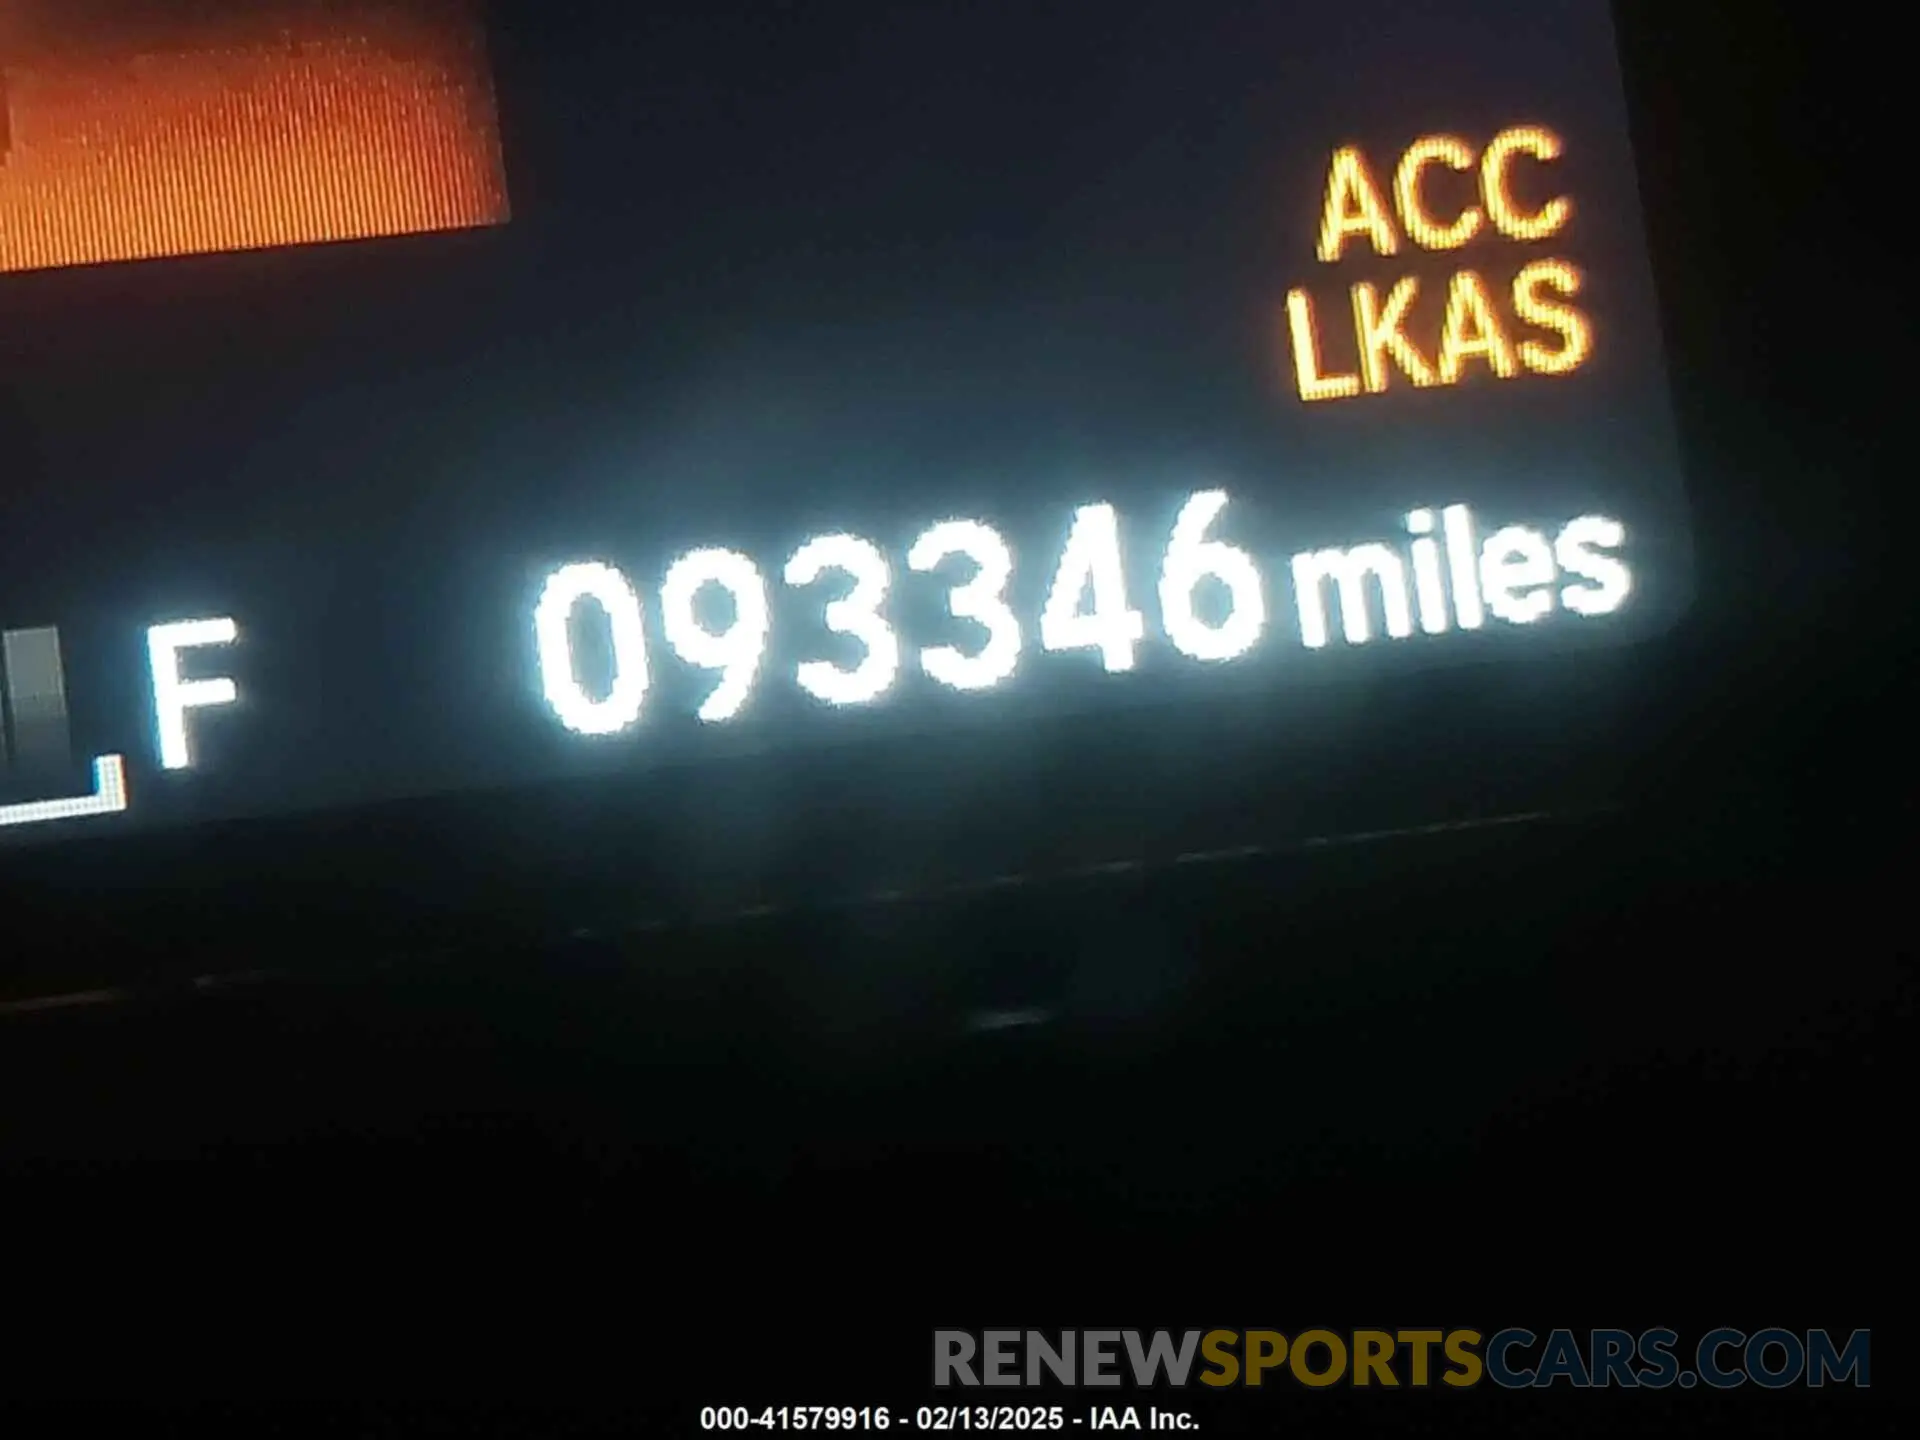 ACC
LKAS
F 093346 miles
RENEWSPORTSCARS.COM
000-41579916 - 02/13/2025 - IAA Inc.